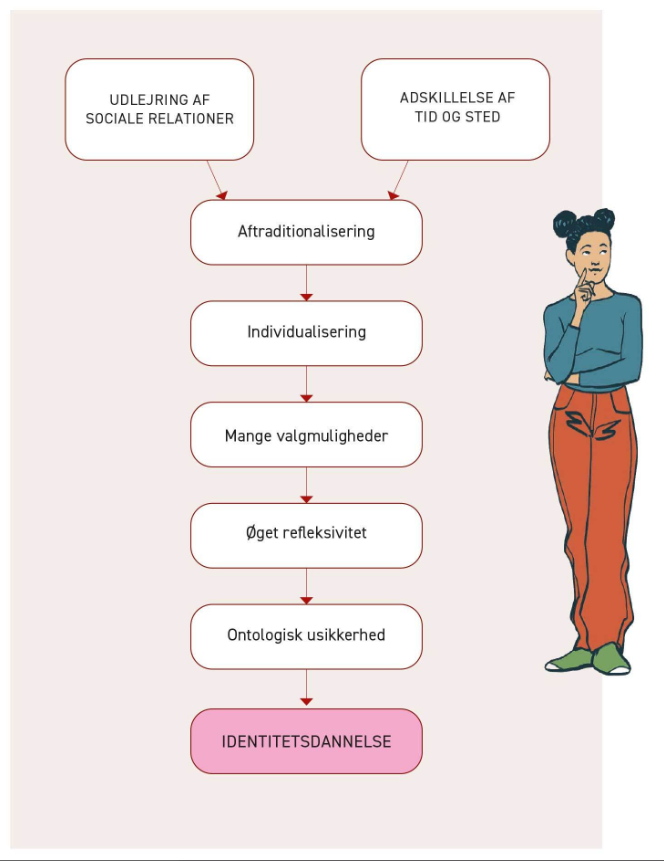 UDLEJRING AF
SOCIALE RELATIONER
ADSKILLELSE AF
TID OG STED
Aftraditionalisering
Individualisering
Mange valgmuligheder
Øget refleksivitet
Ontologisk usikkerhed
IDENTITETSDANNELSE